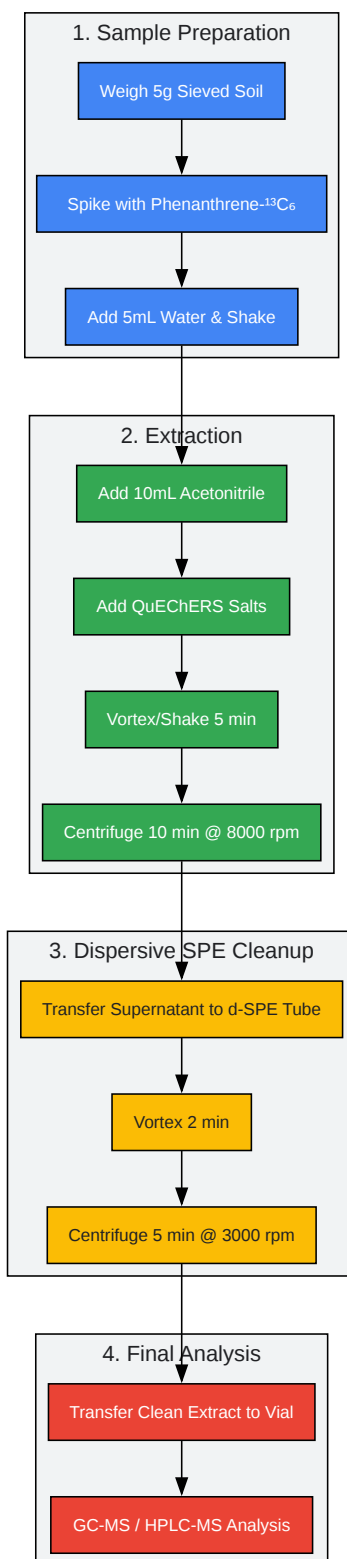 1. Sample Preparation
Weigh 5g Sieved Soil
Spike with Phenanthrene-¹³C₆
Add 5mL Water & Shake
2. Extraction
Add 10mL Acetonitrile
Add QuEChERS Salts
Vortex/Shake 5 min
Centrifuge 10 min @ 8000 rpm
3. Dispersive SPE Cleanup
Transfer Supernatant to d-SPE Tube
Vortex 2 min
Centrifuge 5 min @ 3000 rpm
4. Final Analysis
Transfer Clean Extract to Vial
GC-MS / HPLC-MS Analysis